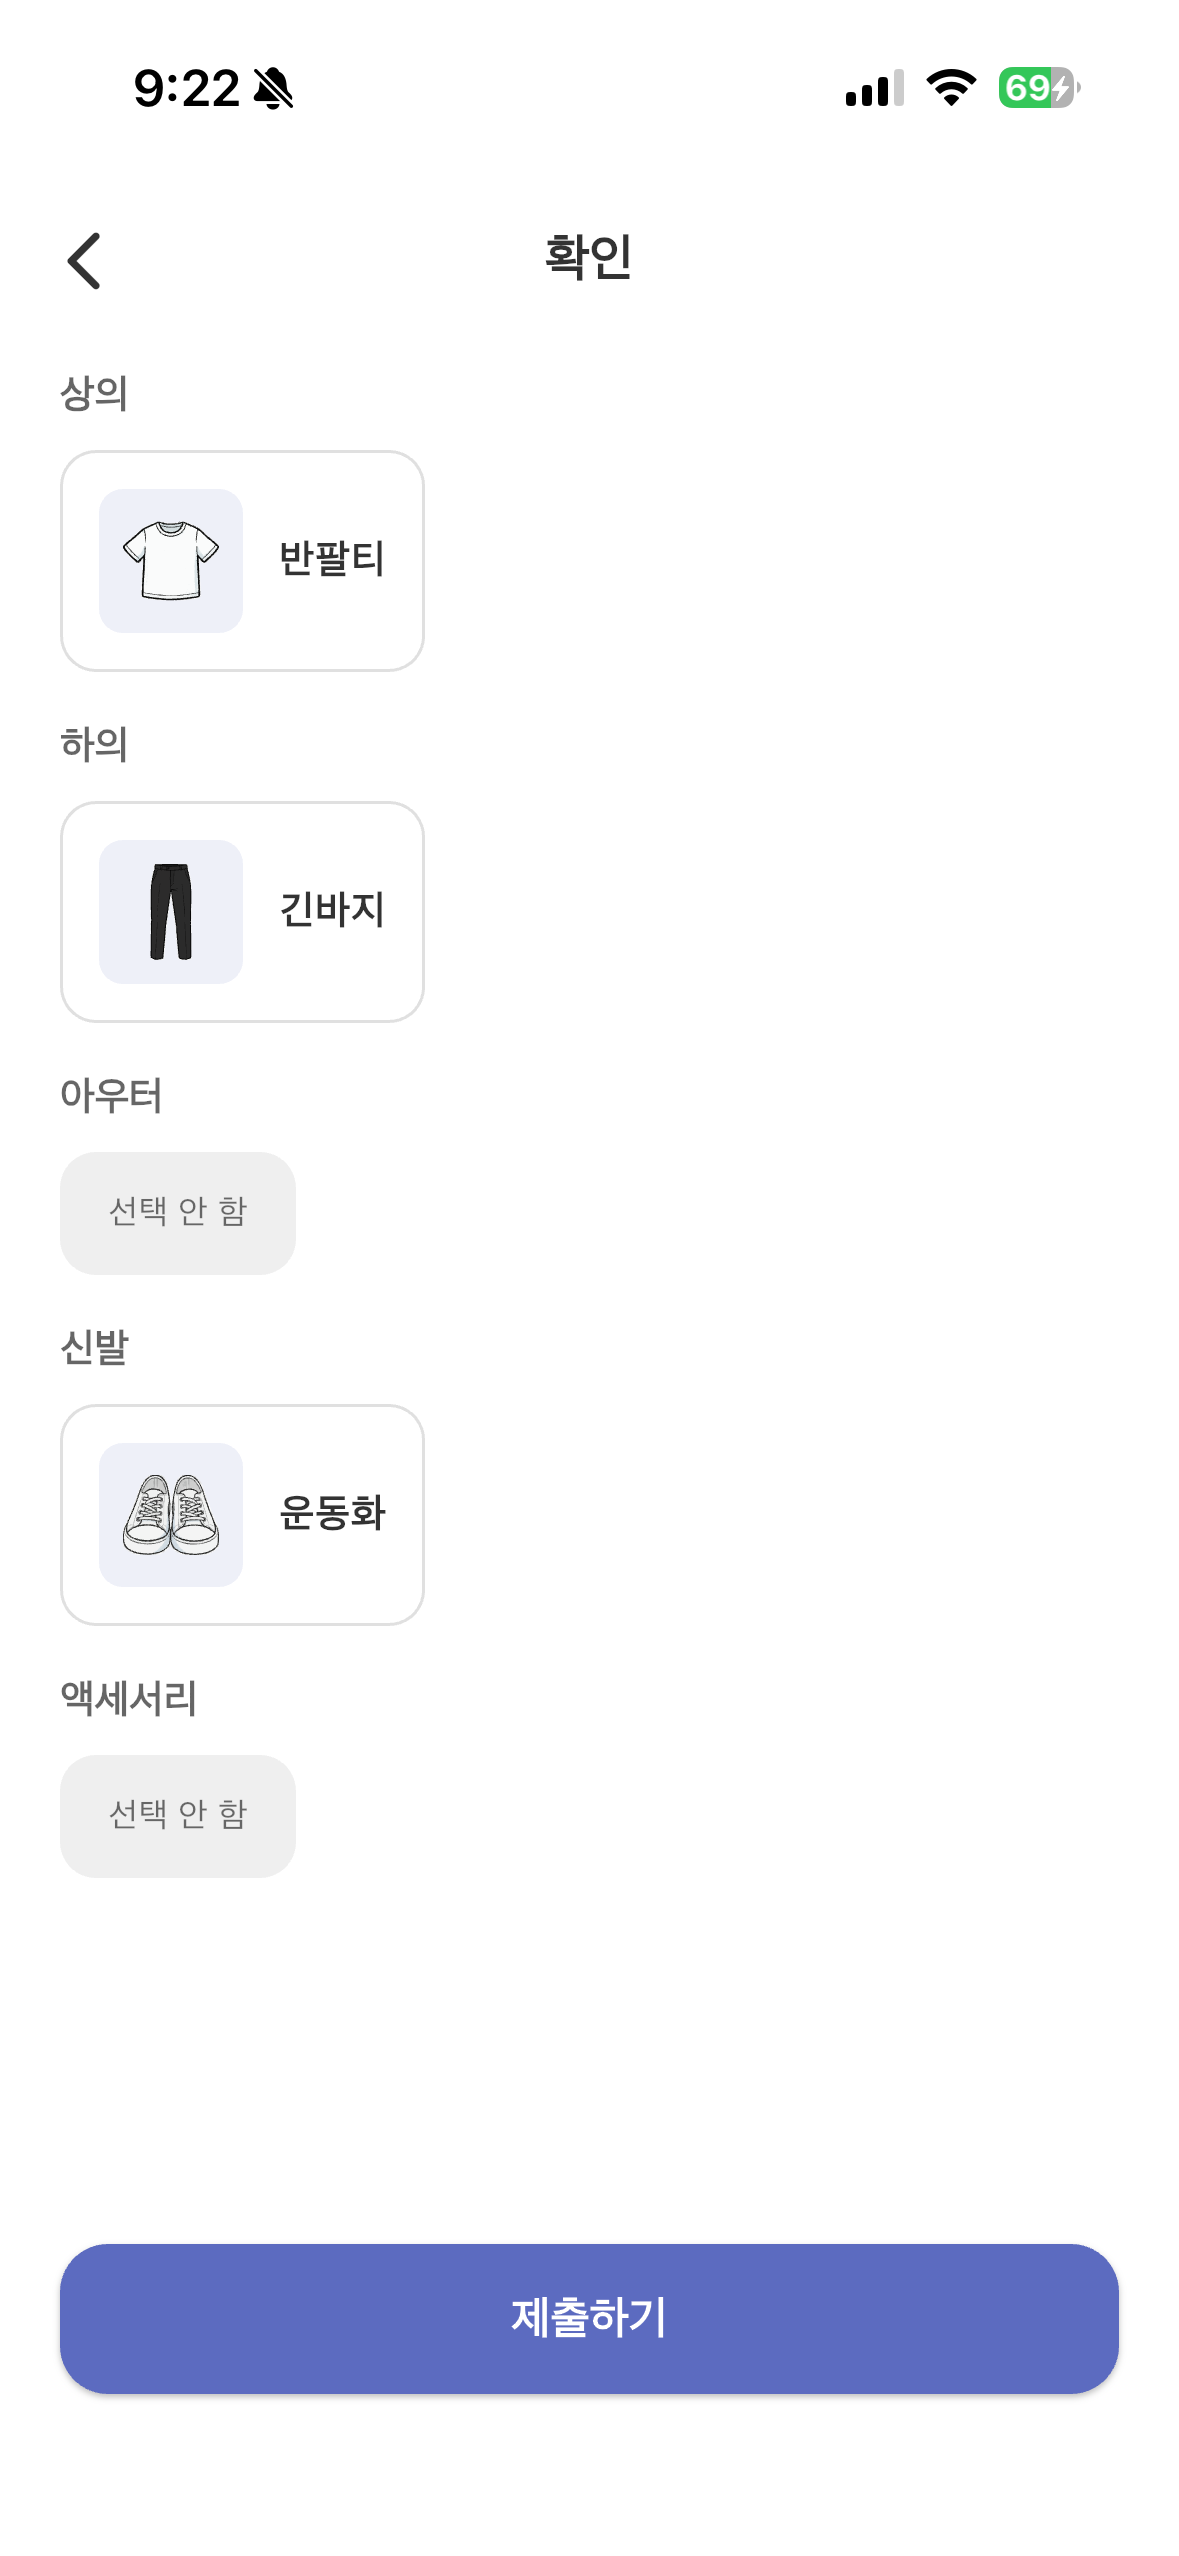 9:22
69
확인
상의
반팔티
하의
긴바지
아우터
선택 안 함
신발
운동화
액세서리
선택 안 함
제출하기